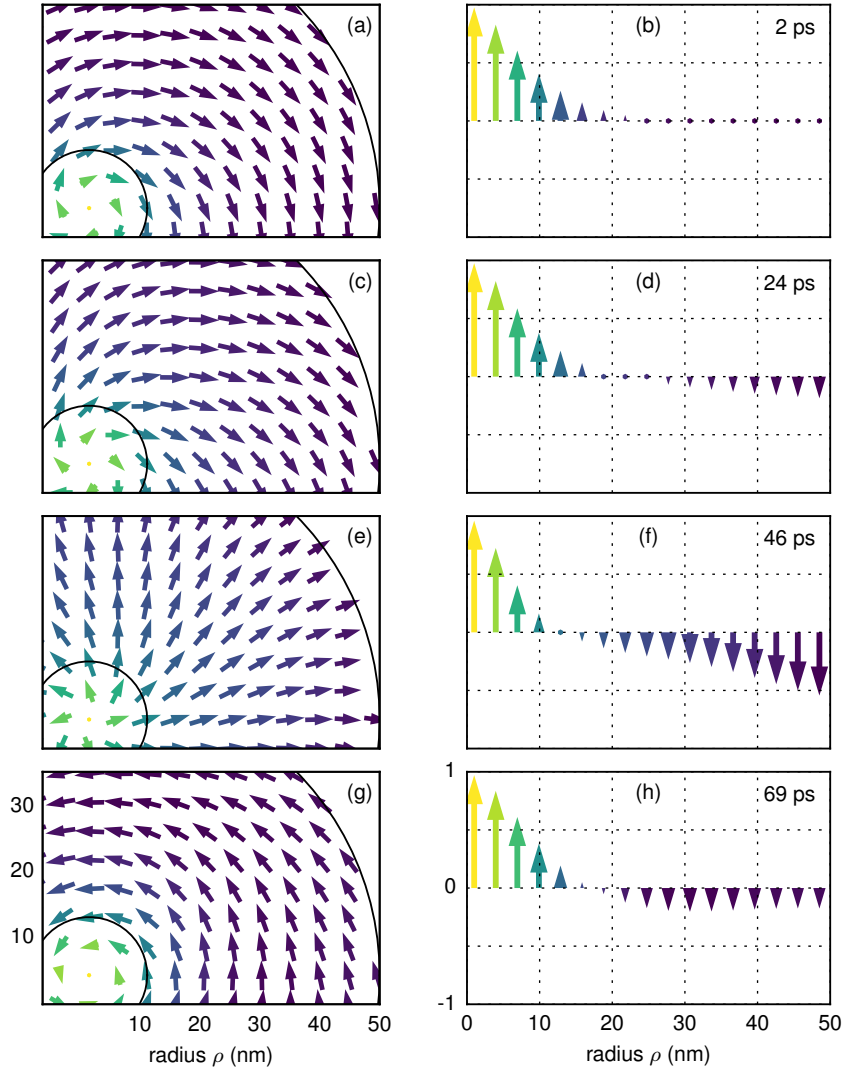 (a)
(b) 2 ps
(c)
(d) 24 ps
(e)
(f) 46 ps
(g)
30
20
10
10 20 30 40 50
radius ρ (nm)
(h) 69 ps
1
0
-1
0 10 20 30 40 50
radius ρ (nm)